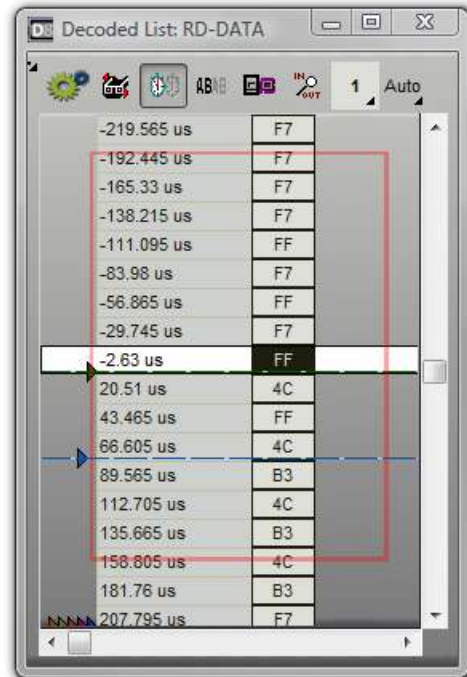 Decoded List: RD-DATA
IN OUT 1 Auto
-219.565 us F7
-192.445 us F7
-165.33 us F7
-138.215 us F7
-111.095 us FF
-83.98 us F7
-56.865 us FF
-29.745 us F7
-2.63 us FF
20.51 us 4C
43.465 us FF
66.605 us 4C
89.565 us B3
112.705 us 4C
135.665 us B3
158.805 us 4C
181.76 us B3
207.795 us F7